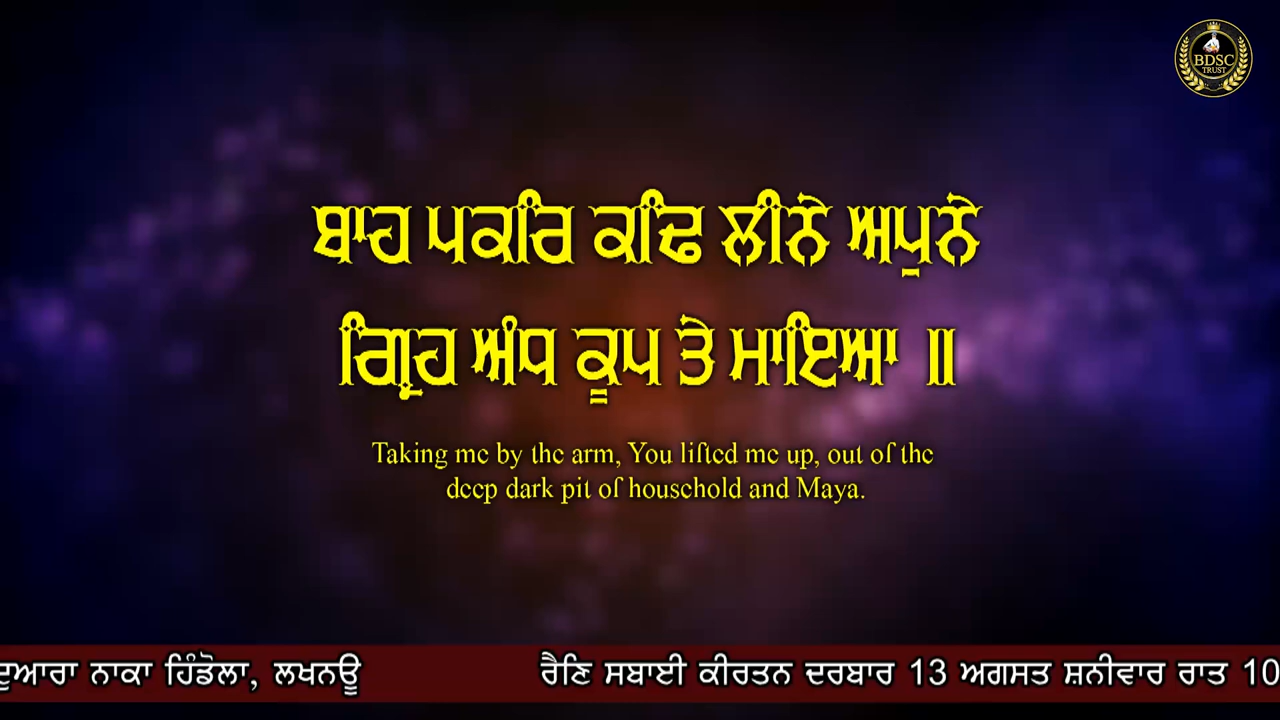 BDSC
TRUST
ਬਾਹ ਪਕਰਿ ਕਢਿ ਲੀਨੇ ਅਪੁਨੇ
ਗ੍ਰਿਹ ਅੰਧ ਕੂਪ ਤੇ ਮਾਇਆ ॥
Taking me by the arm, You lifted me up, out of the
deep dark pit of household and Maya.
ਦੁਆਰਾ ਨਾਕਾ ਹਿੰਡੋਲਾ, ਲਖਨਊ ਰੈਣਿ ਸਬਾਈ ਕੀਰਤਨ ਦਰਬਾਰ 13 ਅਗਸਤ ਸ਼ਨੀਵਾਰ ਰਾਤ 10